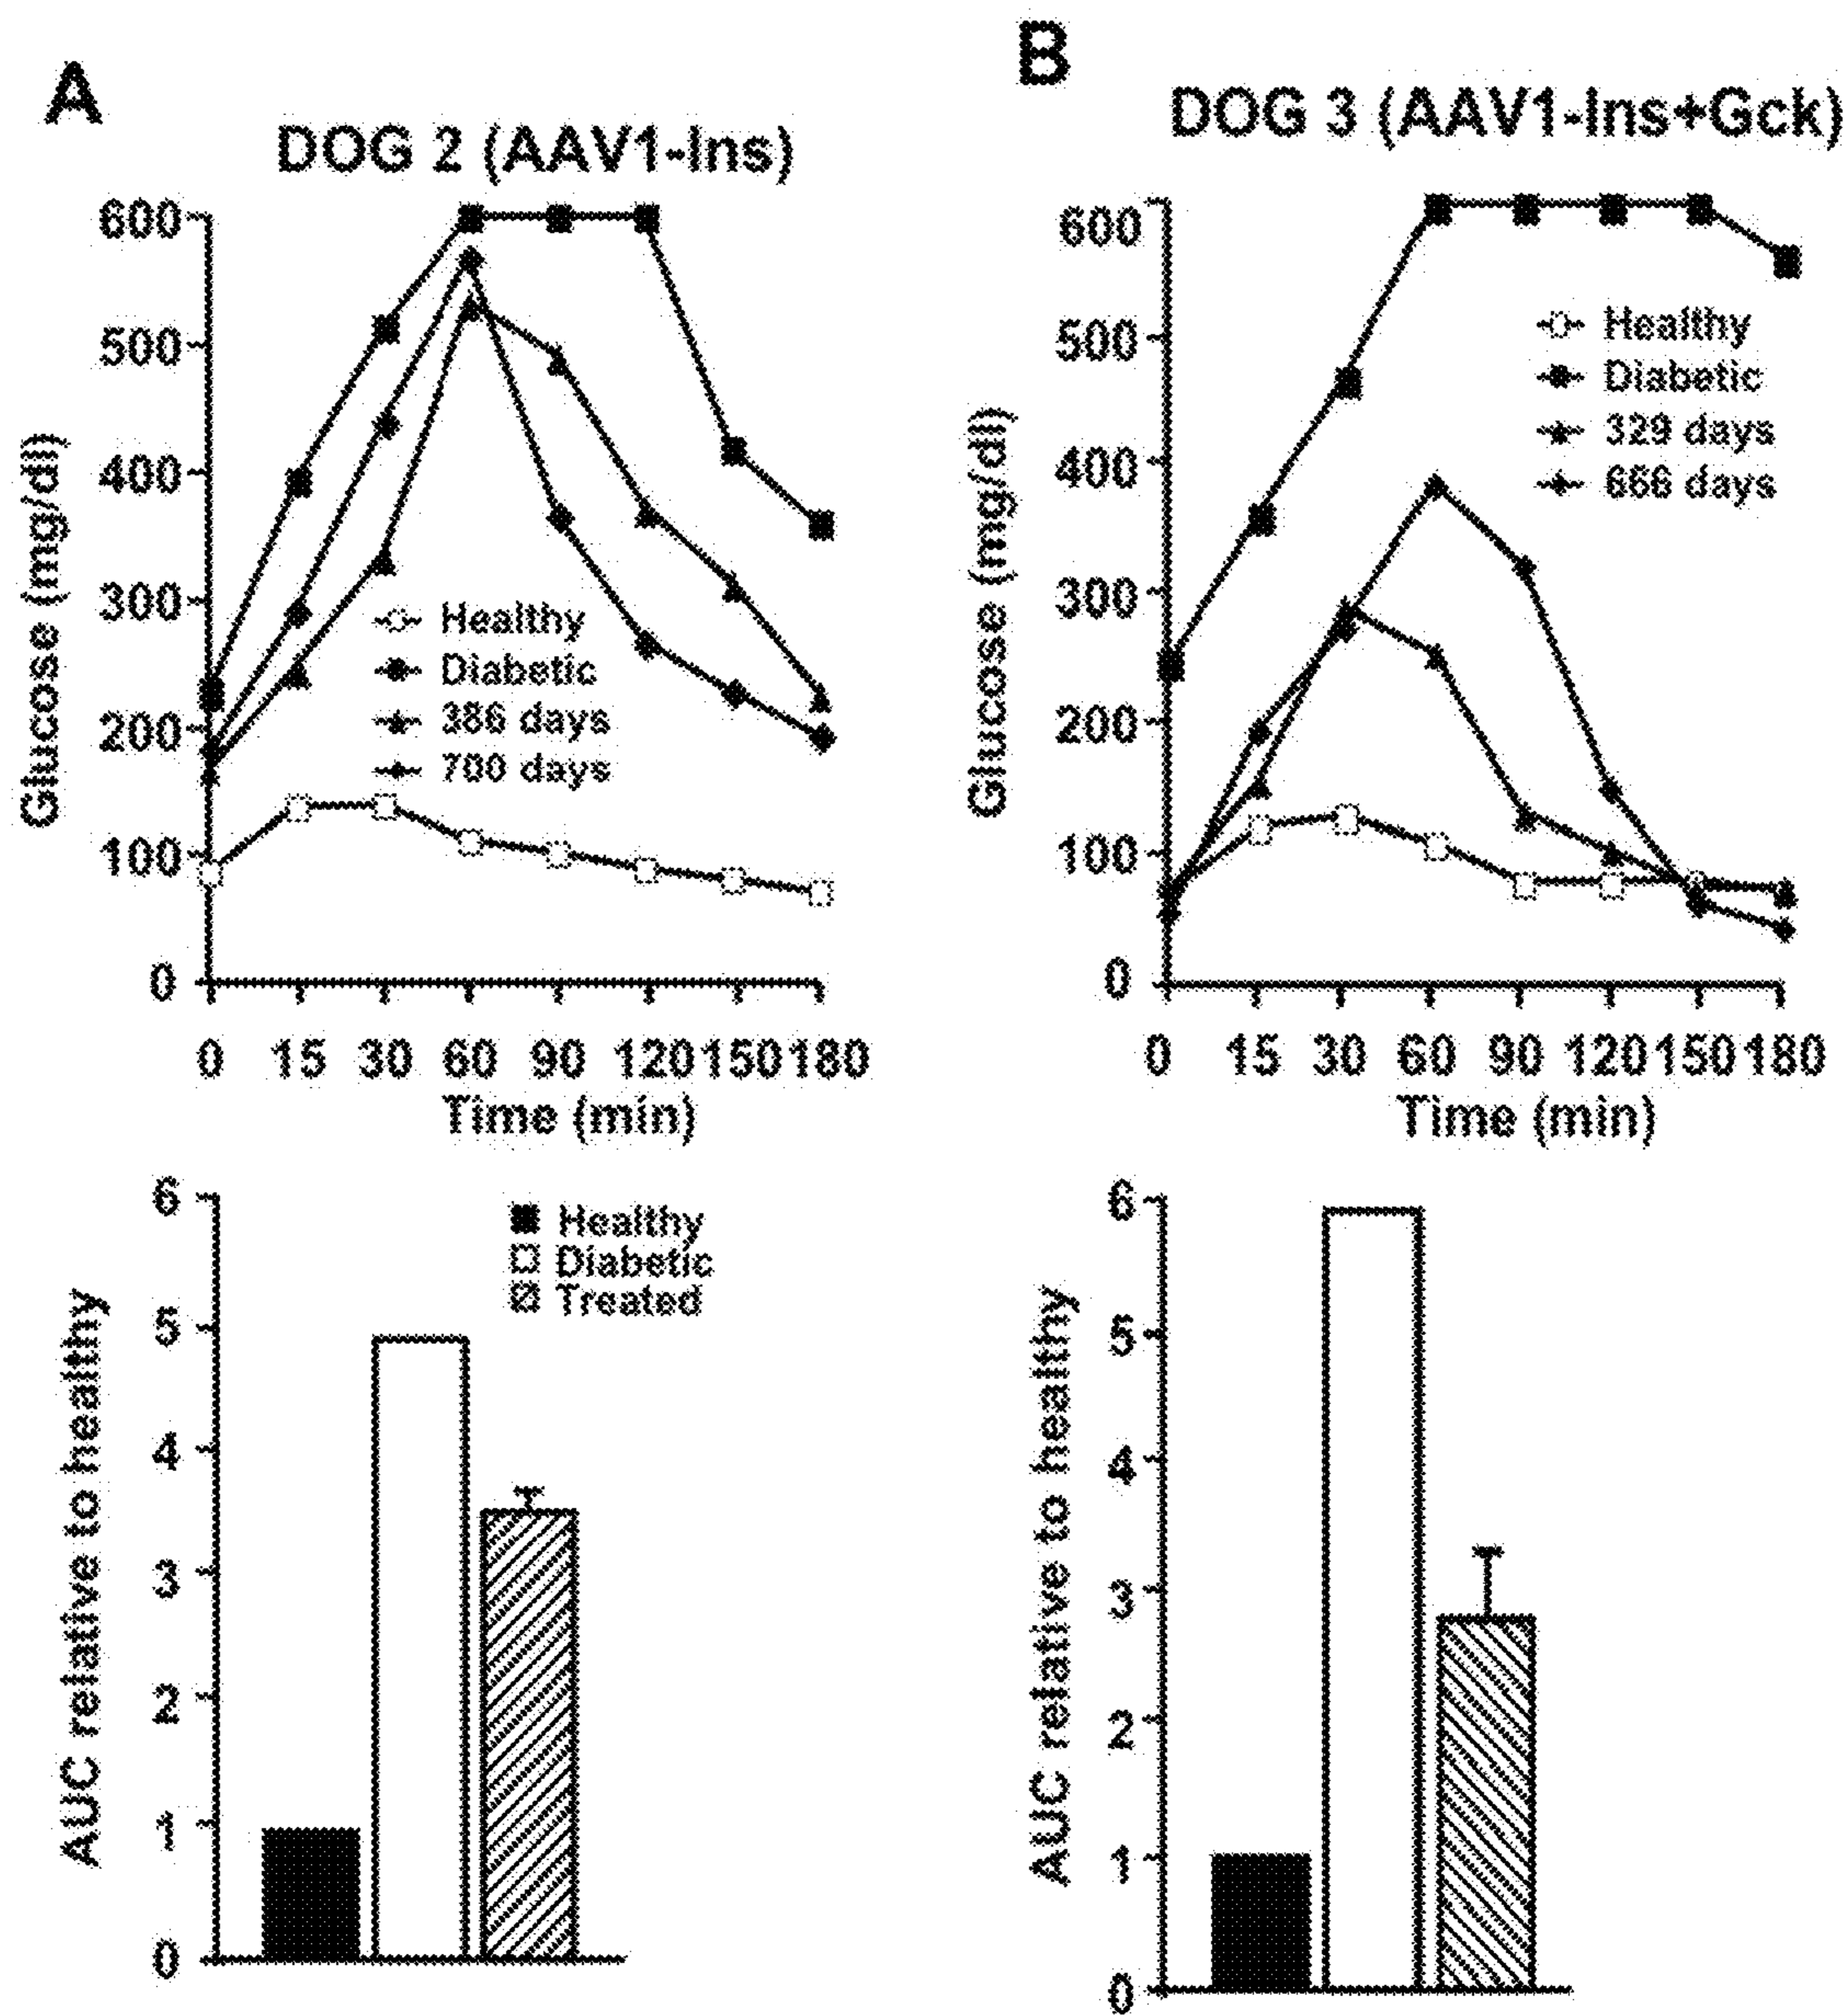 A
DOG 2 (AAV1-Ins)
600
500
400
300
200
100
0
Glucose (mg/dl)
Healthy
Diabetic
386 days
700 days
0 15 30 60 90 120 150 180
Time (min)
B
DOG 3 (AAV1-Ins+Gck)
600
500
400
300
200
100
0
Glucose (mg/dl)
Healthy
Diabetic
329 days
656 days
0 15 30 60 90 120 150 180
Time (min)
6
5
4
3
2
1
0
AUC relative to healthy
Healthy
Diabetic
Treated
6
5
4
3
2
1
0
AUC relative to healthy